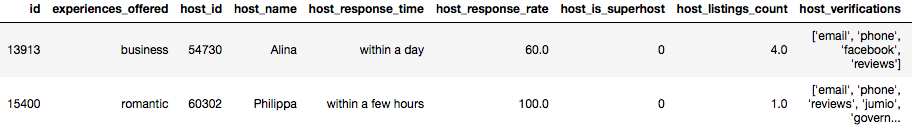 id experiences_offered host_id host_name host_response_time host_response_rate host_is_superhost host_listings_count host_verifications
13913 business 54730 Alina within a day 60.0 0 4.0 ['email', 'phone', 'facebook', 'reviews']
15400 romantic 60302 Philippa within a few hours 100.0 0 1.0 ['email', 'phone', 'reviews', 'jumio', 'govern...